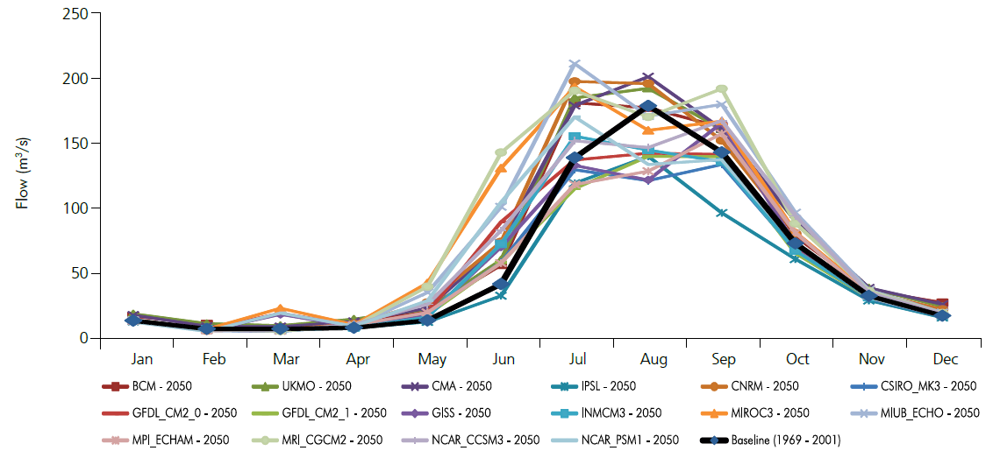 250
200
150
100
50
0
Flow (m³/s)
Jan Feb Mar Apr May Jun Jul Aug Sep Oct Nov Dec
BCM - 2050 UKMO - 2050 CMA - 2050 IPSL - 2050 CNRM - 2050 CSIRO_MK3 - 2050
GFDL_CM2_0 - 2050 GFDL_CM2_1 - 2050 GISS - 2050 INMCM3 - 2050 MIROC3 - 2050 MIUB_ECHO - 2050
MPI_ECHAM - 2050 MRI_CGCM2 - 2050 NCAR_CCSM3 - 2050 NCAR_PSM1 - 2050 Baseline (1969 - 2001)